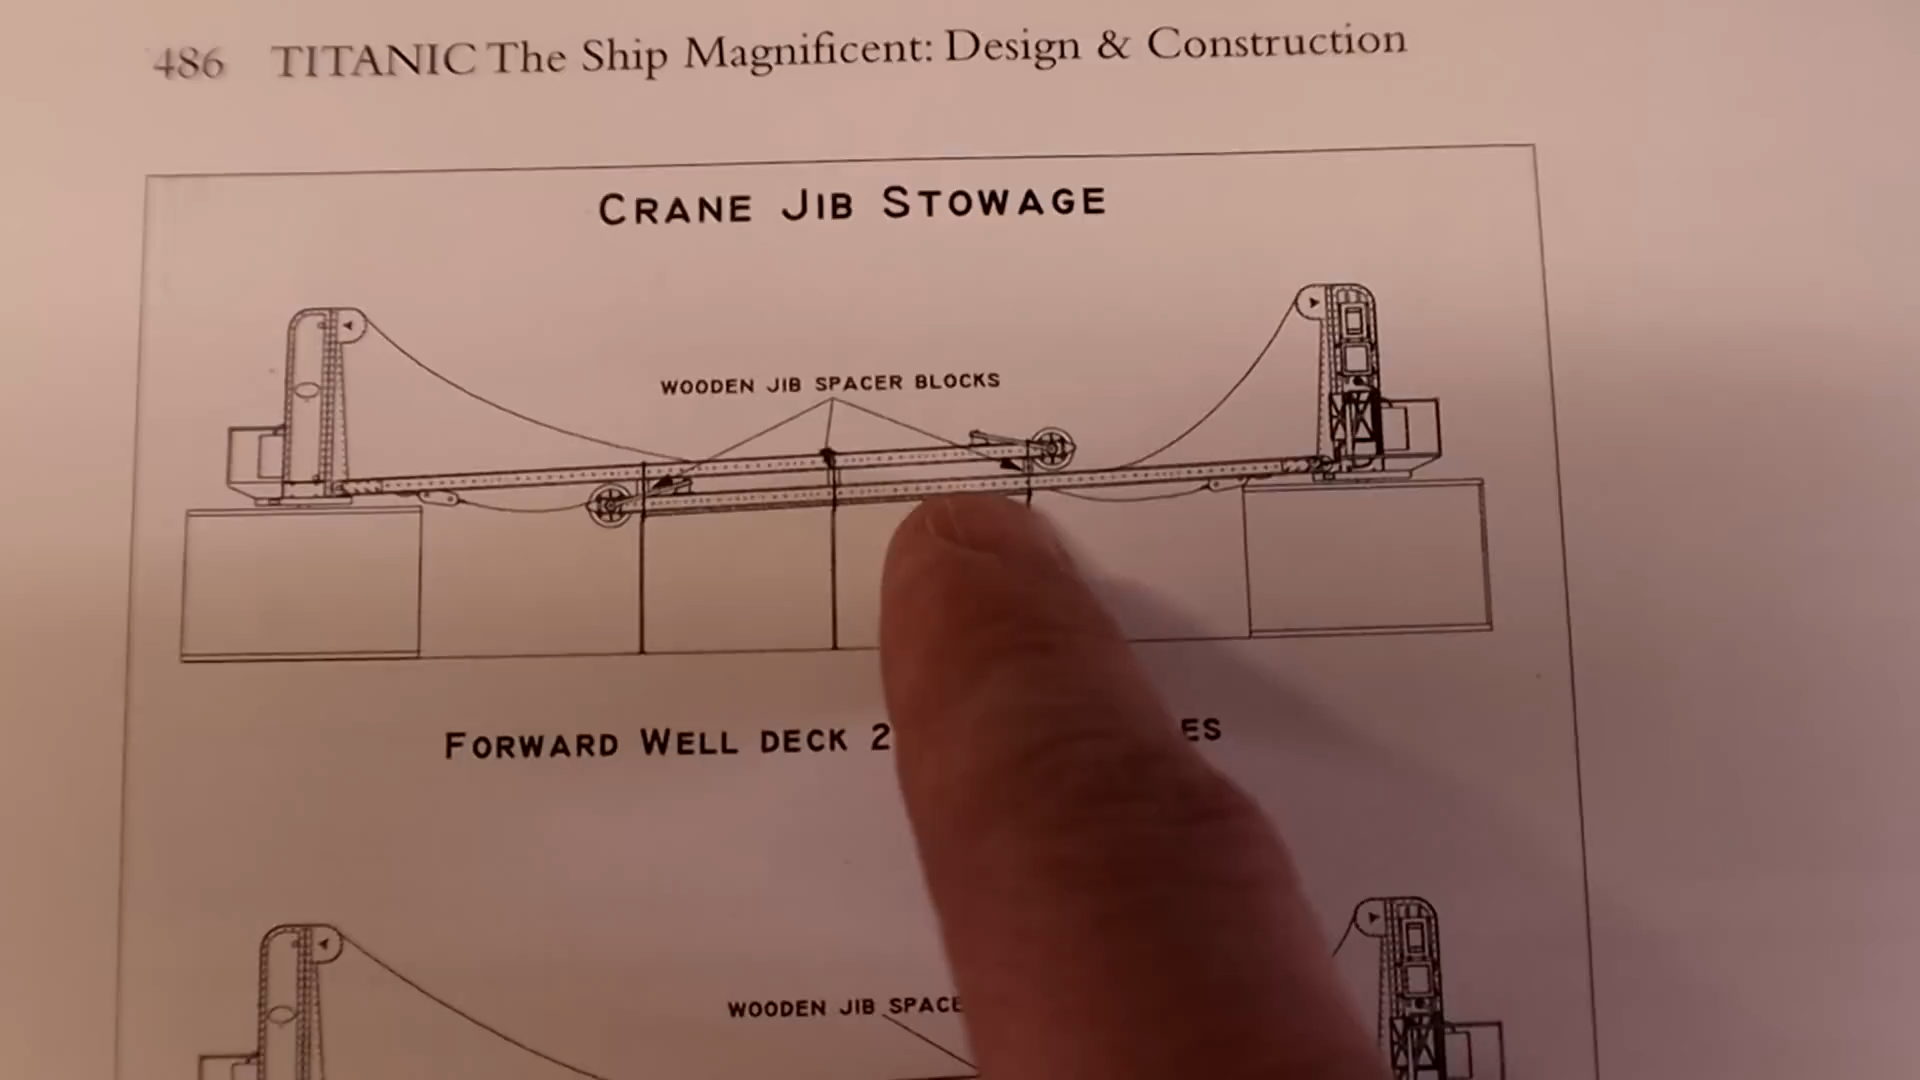 486 TITANIC The Ship Magnificent: Design & Construction
CRANE JIB STOWAGE
WOODEN JIB SPACER BLOCKS
FORWARD WELL DECK 2 ES
WOODEN JIB SPACE